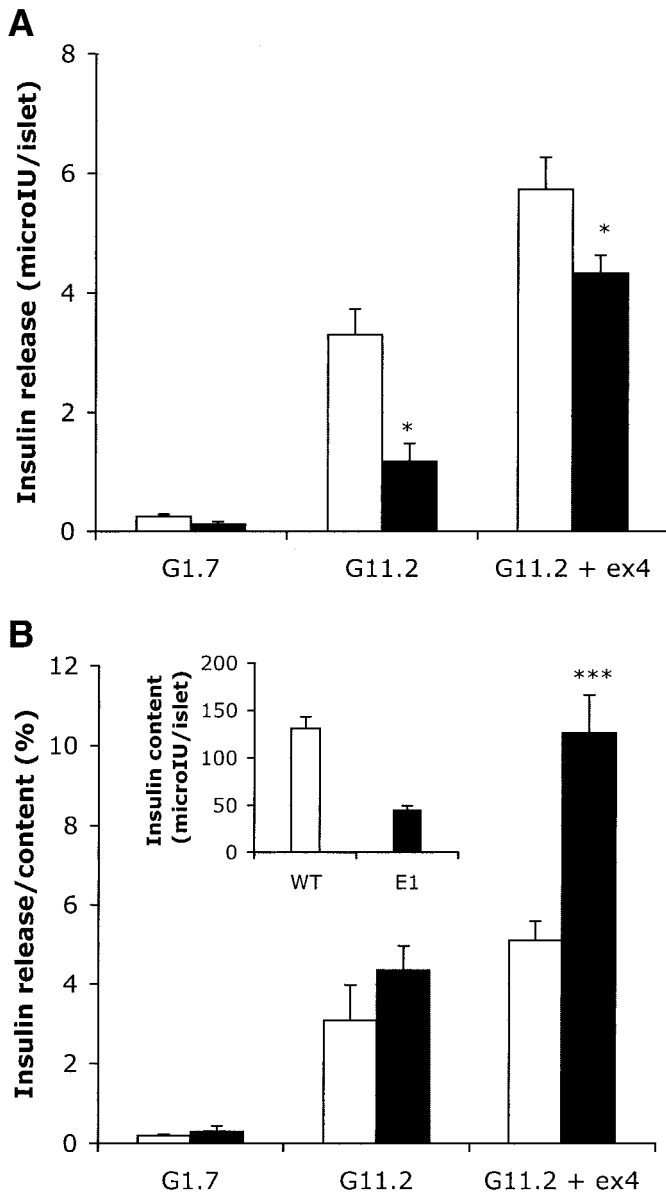 A
Insulin release (microIU/islet)
8
6
4
2
0
*
*
G1.7
G11.2
G11.2 + ex4
B
Insulin release/content (%)
12
10
8
6
4
2
0
Insulin content
(microIU/islet)
200
150
100
50
0
WT
E1
***
G1.7
G11.2
G11.2 + ex4